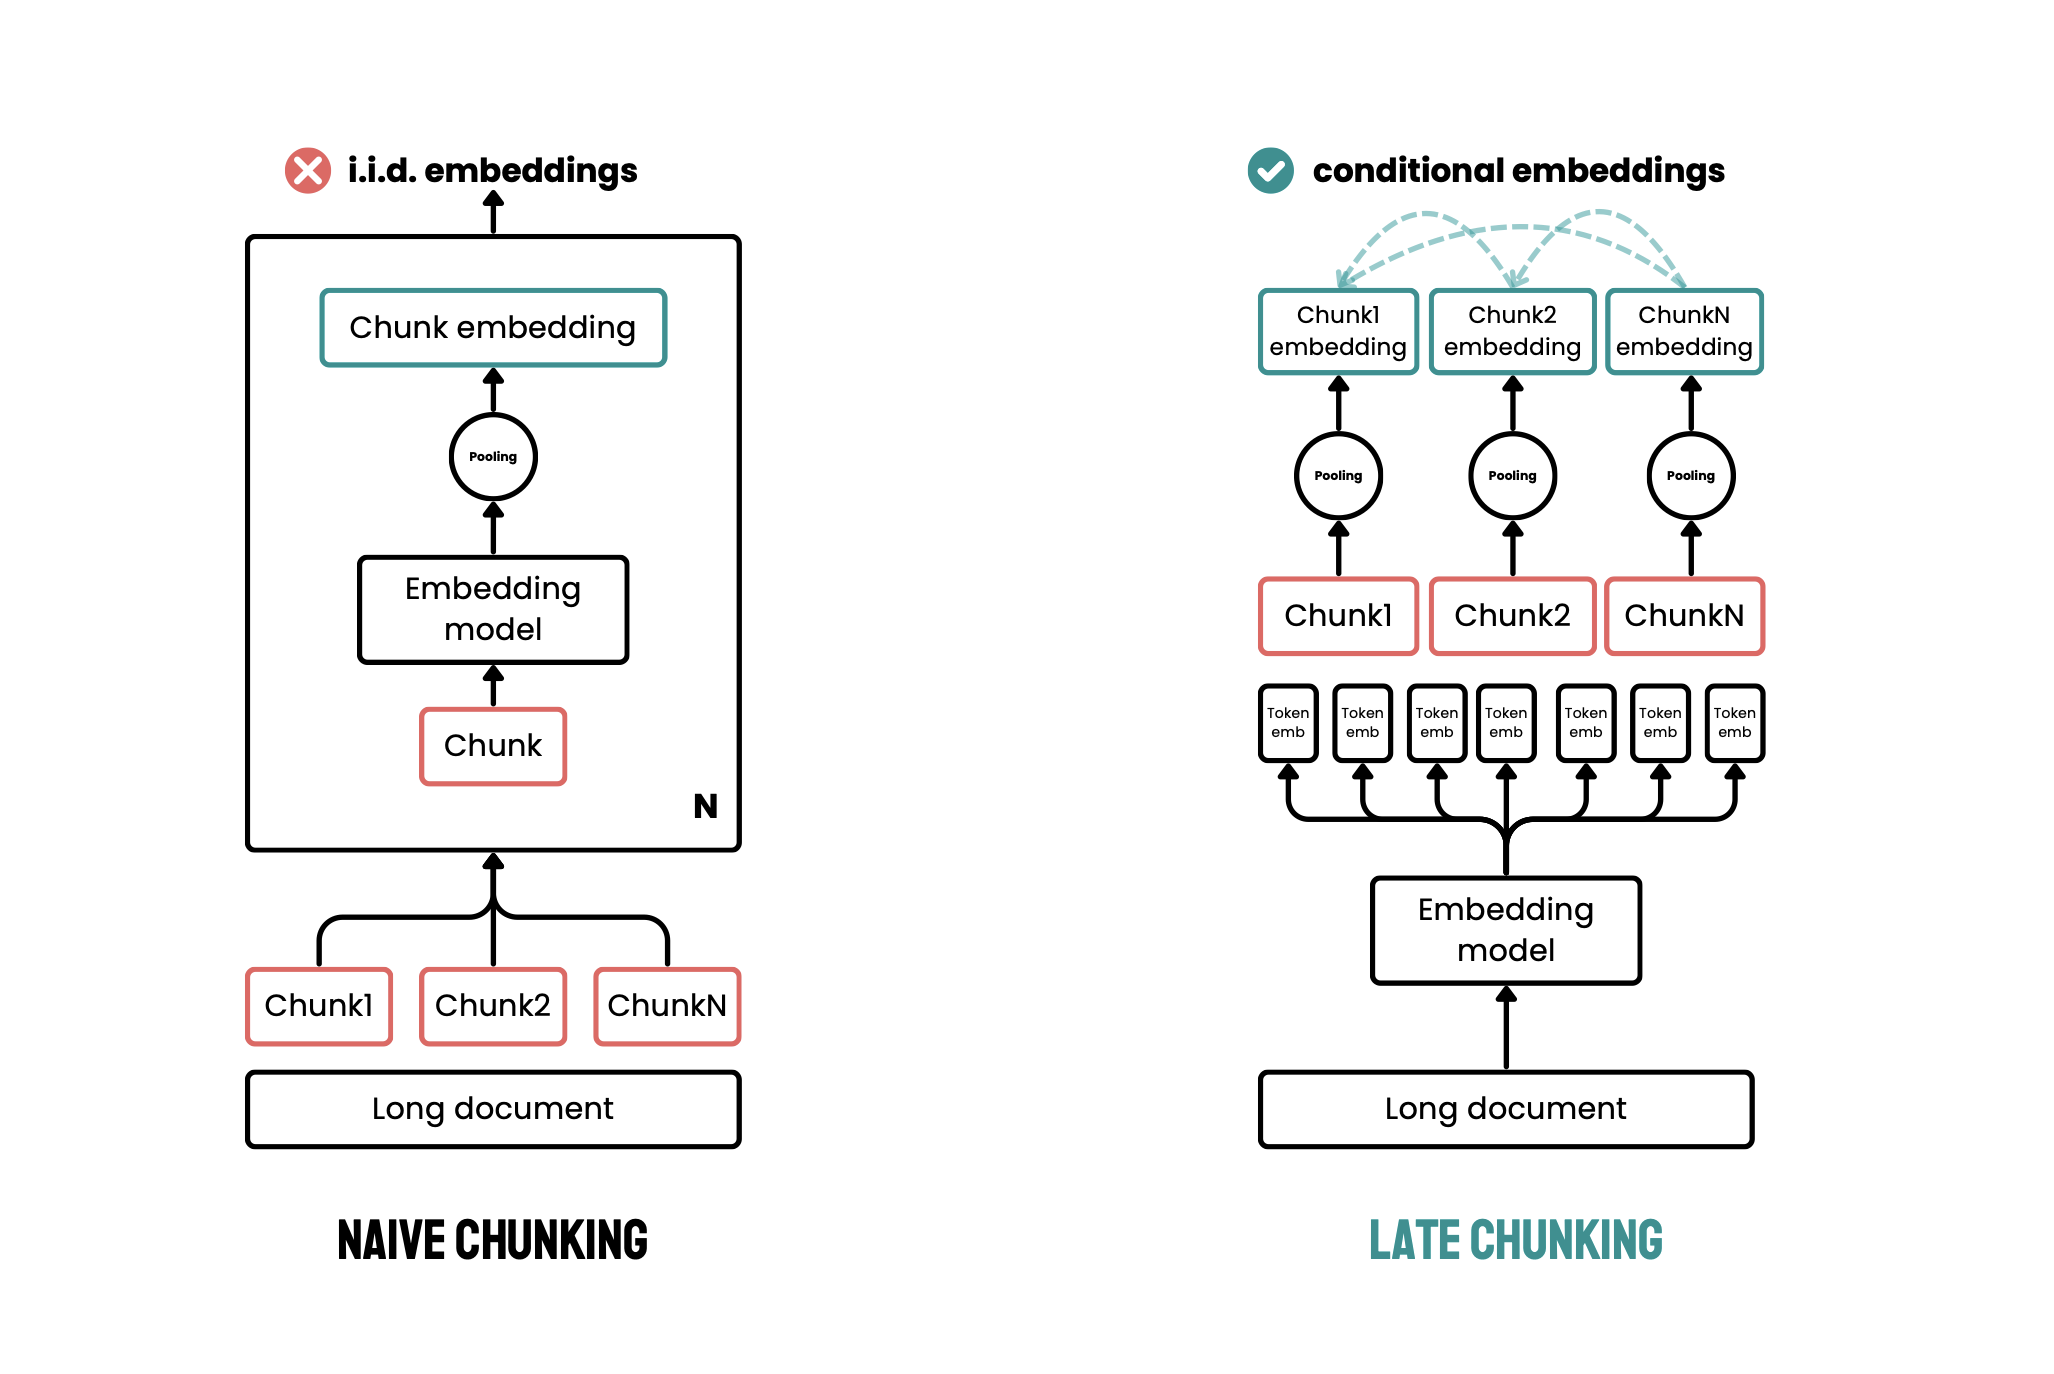 i.i.d. embeddings
Chunk embedding
Pooling
Embedding
model
Chunk
N
Chunk1
Chunk2
ChunkN
Long document
NAIVE CHUNKING
conditional embeddings
Chunk1
embedding
Chunk2
embedding
ChunkN
embedding
Pooling
Pooling
Pooling
Chunk1
Chunk2
ChunkN
Token
emb
Token
emb
Token
emb
Token
emb
Token
emb
Token
emb
Token
emb
Embedding
model
Long document
LATE CHUNKING